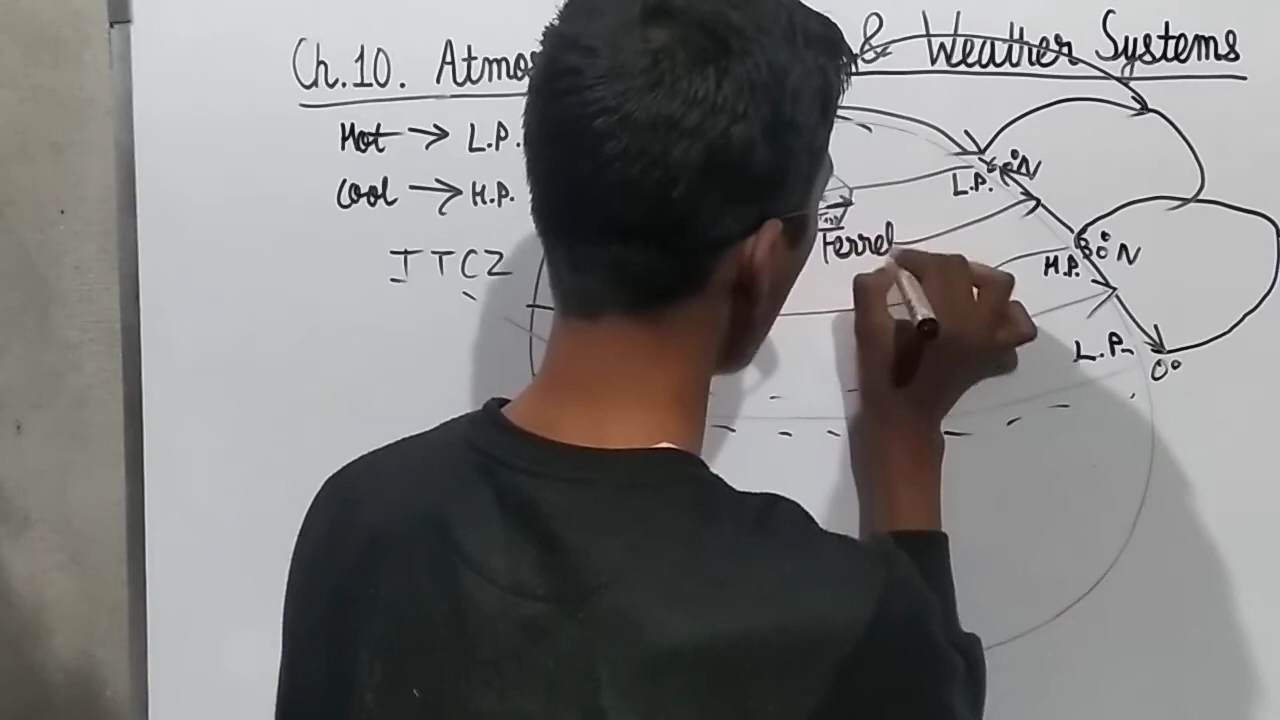 Ch.10. Atmos & Weather Systems
Hot → L.P.
Cool → H.P.
ITCZ
L.P. 60°N
Ferrel
H.P. 30°N
L.P.
0°